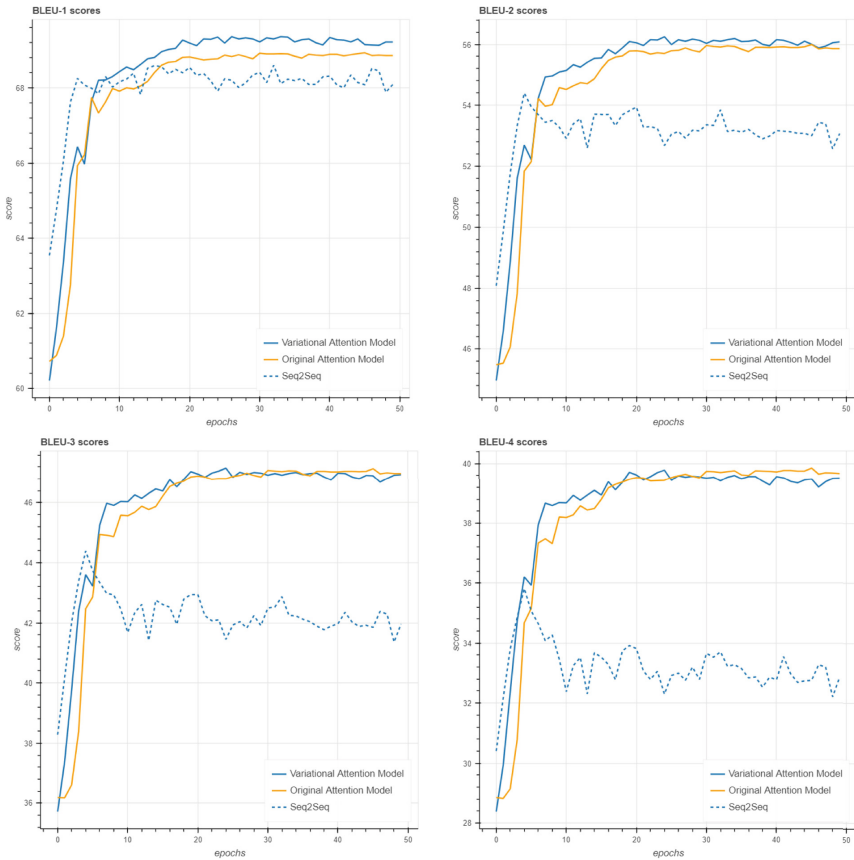 BLEU-1 scores
68
66
64
62
60
score
0
10
20
30
40
50
epochs
Variational Attention Model
Original Attention Model
Seq2Seq
BLEU-2 scores
56
54
52
50
48
46
score
0
10
20
30
40
50
epochs
Variational Attention Model
Original Attention Model
Seq2Seq
BLEU-3 scores
46
44
42
40
38
36
score
0
10
20
30
40
50
epochs
Variational Attention Model
Original Attention Model
Seq2Seq
BLEU-4 scores
40
38
36
34
32
30
28
score
0
10
20
30
40
50
epochs
Variational Attention Model
Original Attention Model
Seq2Seq